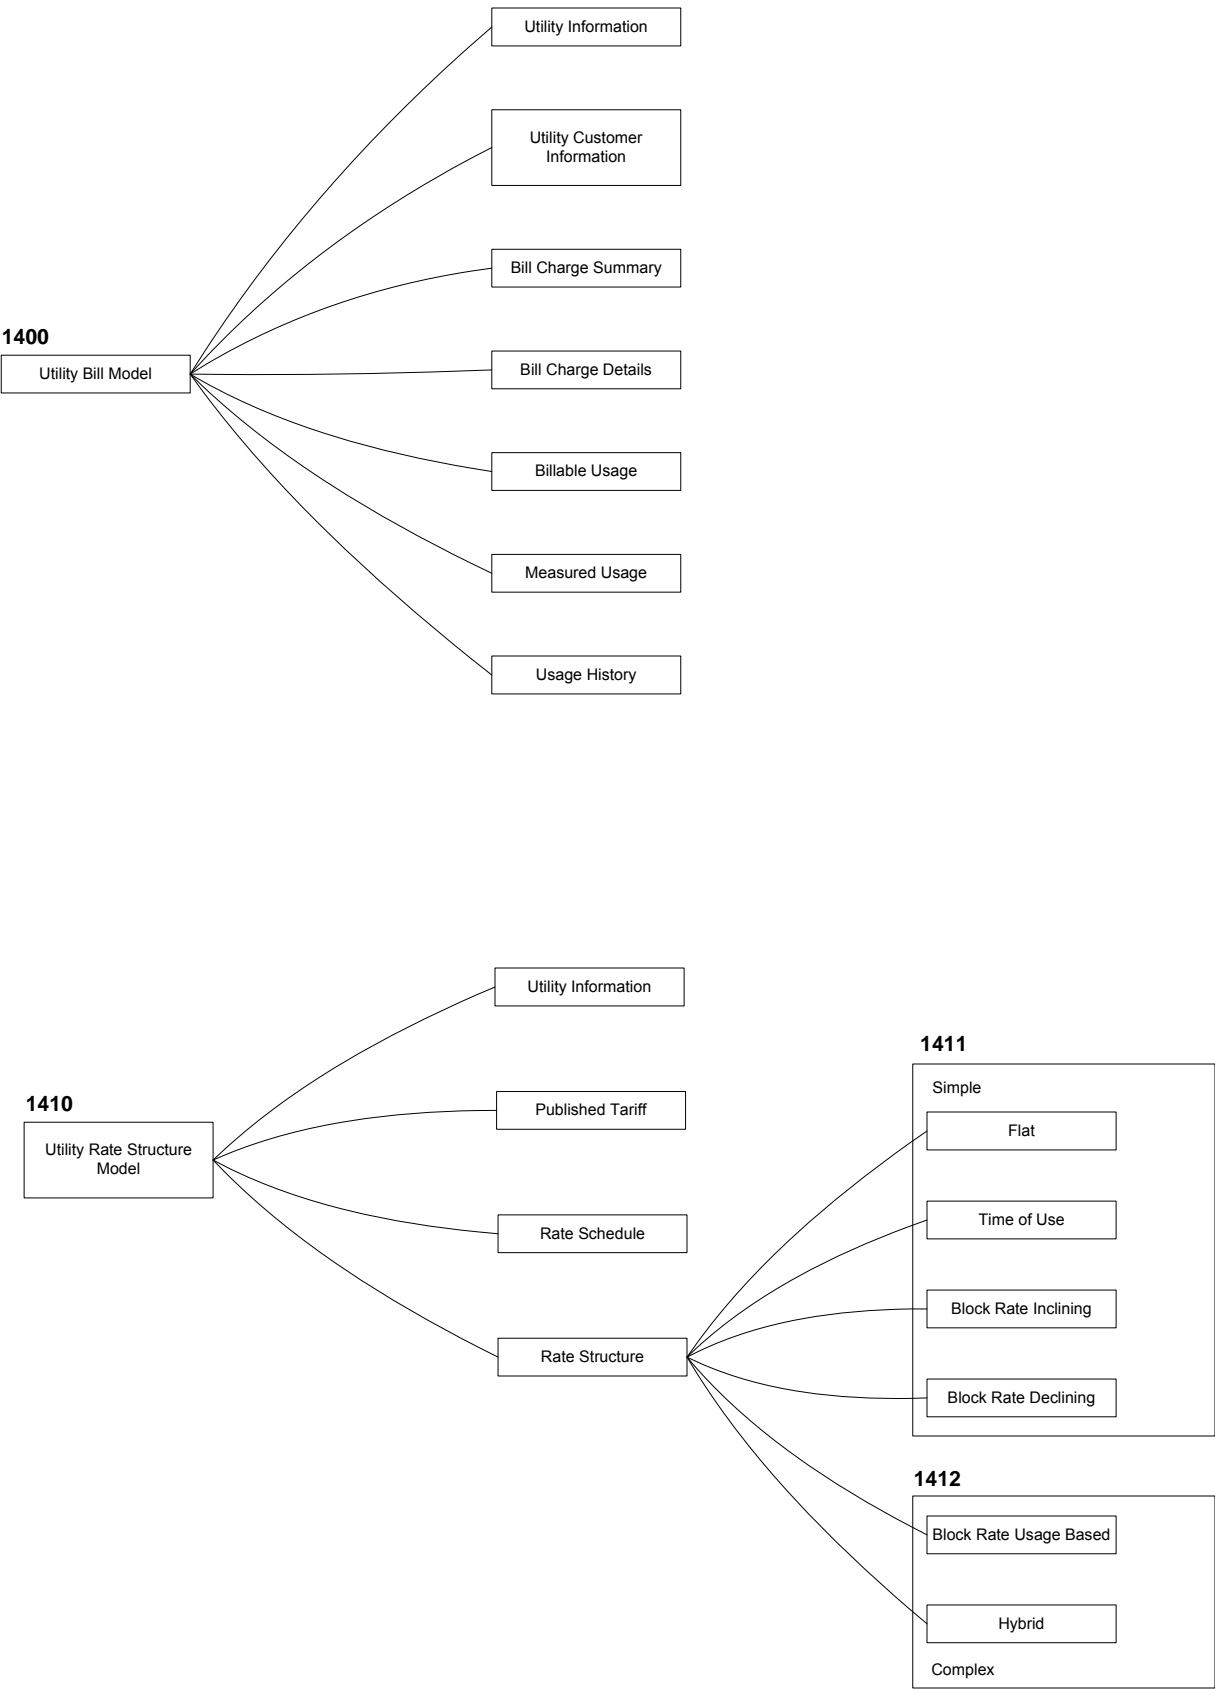 Utility Information
Utility Customer
Information
Bill Charge Summary
1400
Utility Bill Model
Bill Charge Details
Billable Usage
Measured Usage
Usage History
Utility Information
1410
Utility Rate Structure
Model
Published Tariff
Rate Schedule
Rate Structure
1411
Simple
Flat
Time of Use
Block Rate Inclining
Block Rate Declining
1412
Block Rate Usage Based
Hybrid
Complex